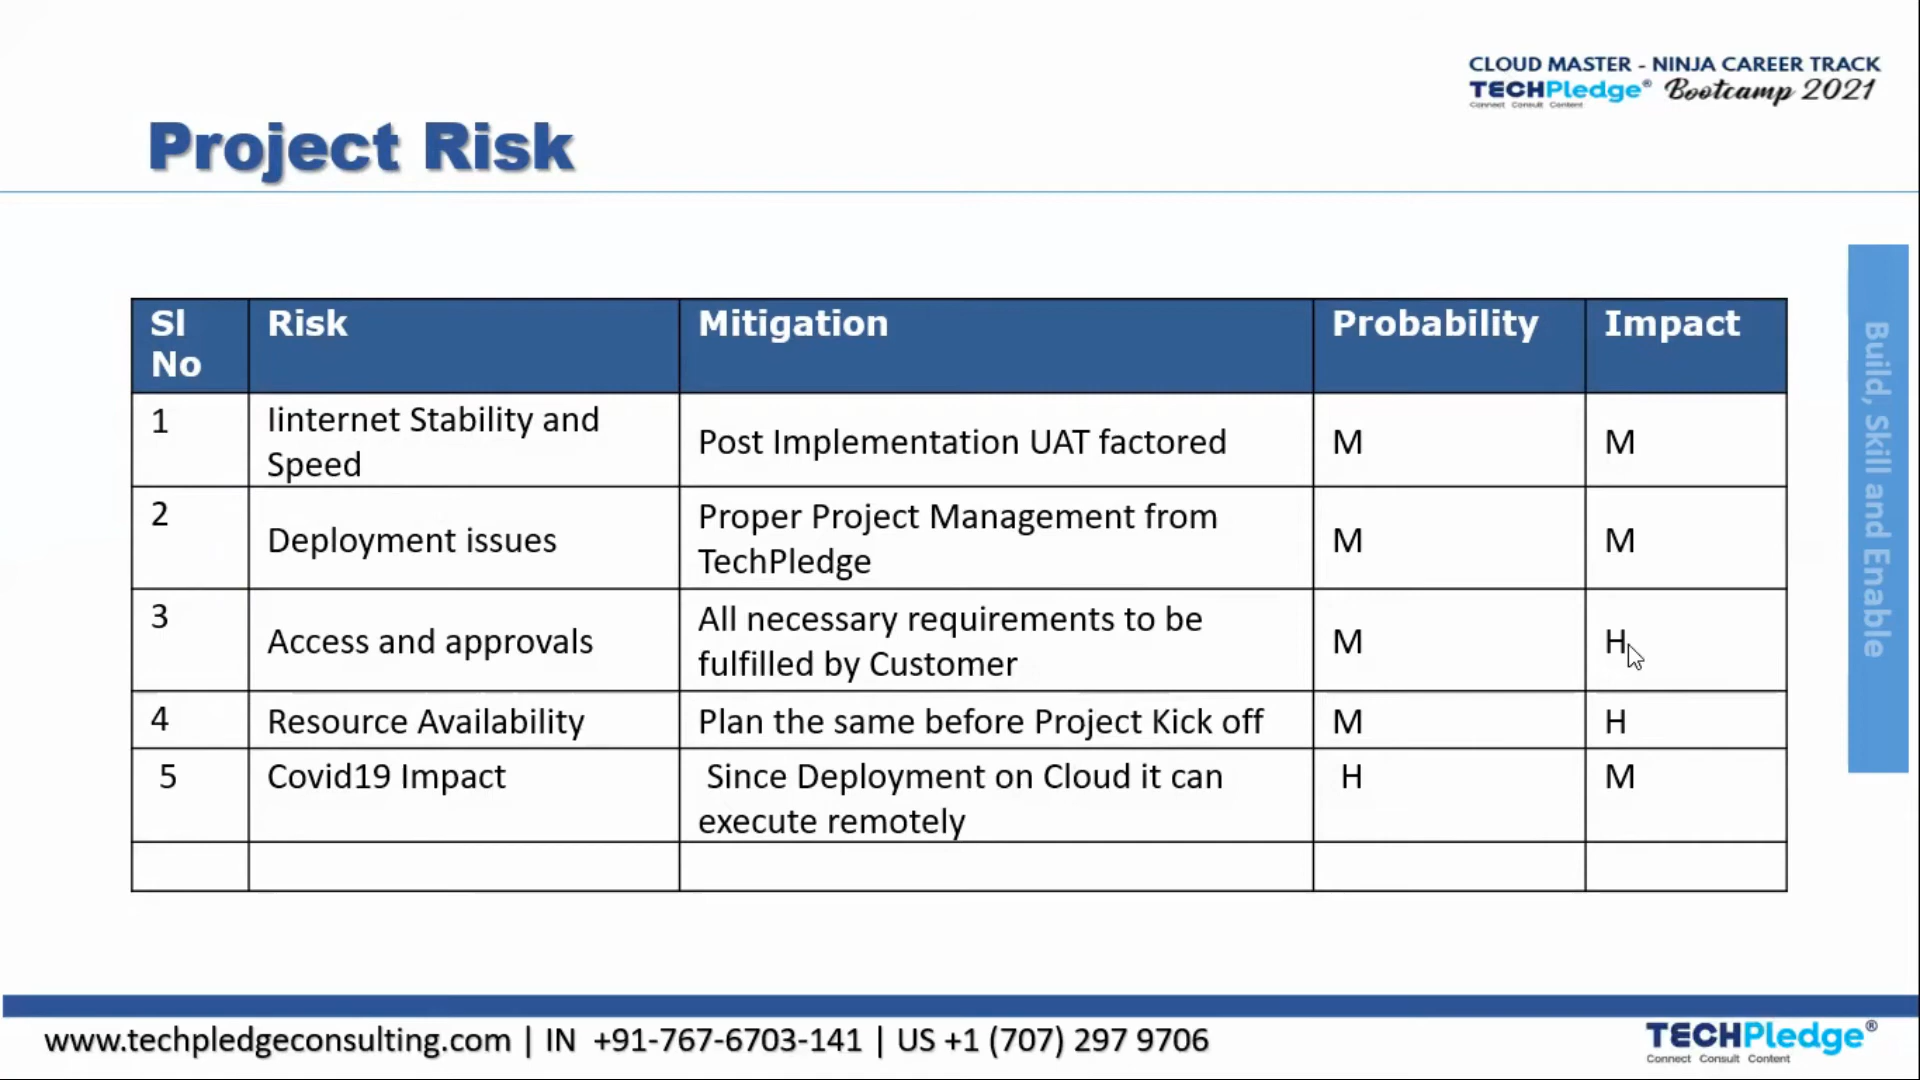 CLOUD MASTER - NINJA CAREER TRACK
TECHPledge® Bootcamp 2021
Connect Consult Content
Project Risk
Sl No Risk Mitigation Probability Impact
1 Iinternet Stability and Speed Post Implementation UAT factored M M
2 Deployment issues Proper Project Management from TechPledge M M
3 Access and approvals All necessary requirements to be fulfilled by Customer M H
4 Resource Availability Plan the same before Project Kick off M H
5 Covid19 Impact Since Deployment on Cloud it can execute remotely H M
Build, Skill and Enable
www.techpledgeconsulting.com | IN +91-767-6703-141 | US +1 (707) 297 9706
TECHPledge®
Connect Consult Content